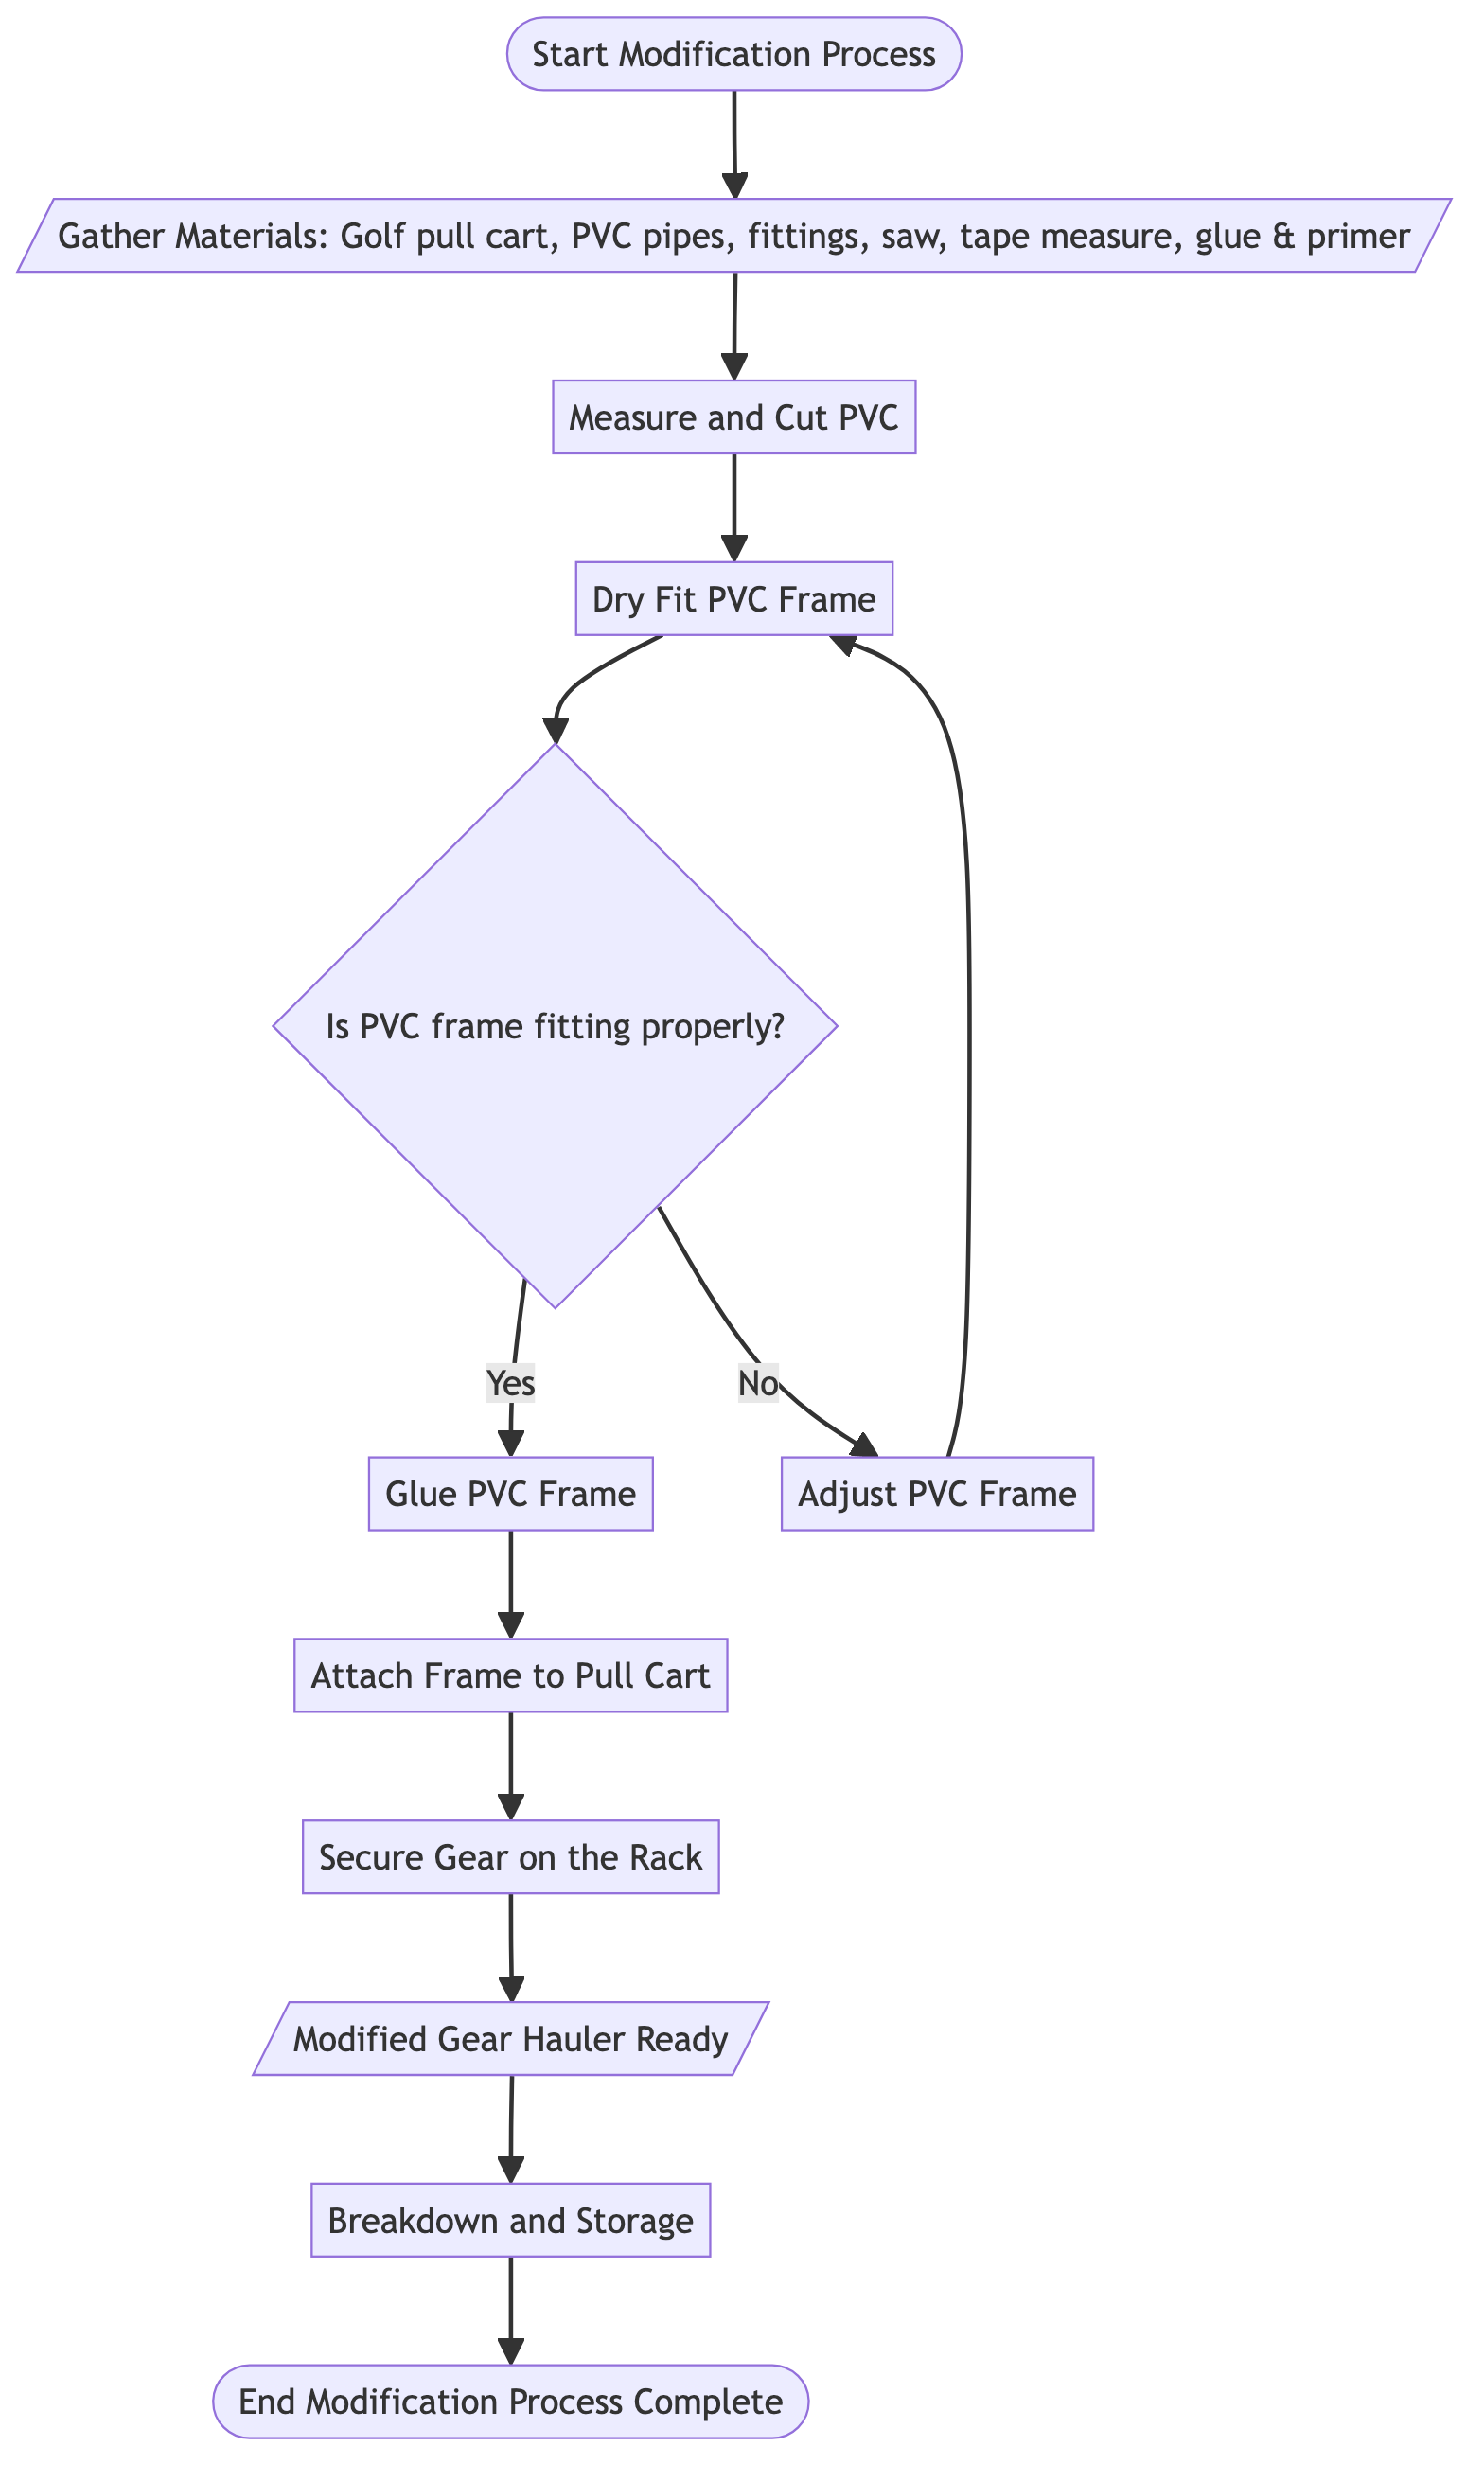 Start Modification Process
Gather Materials: Golf pull cart, PVC pipes, fittings, saw, tape measure, glue & primer
Measure and Cut PVC
Dry Fit PVC Frame
Is PVC frame fitting properly?
Yes
No
Glue PVC Frame
Adjust PVC Frame
Attach Frame to Pull Cart
Secure Gear on the Rack
Modified Gear Hauler Ready
Breakdown and Storage
End Modification Process Complete